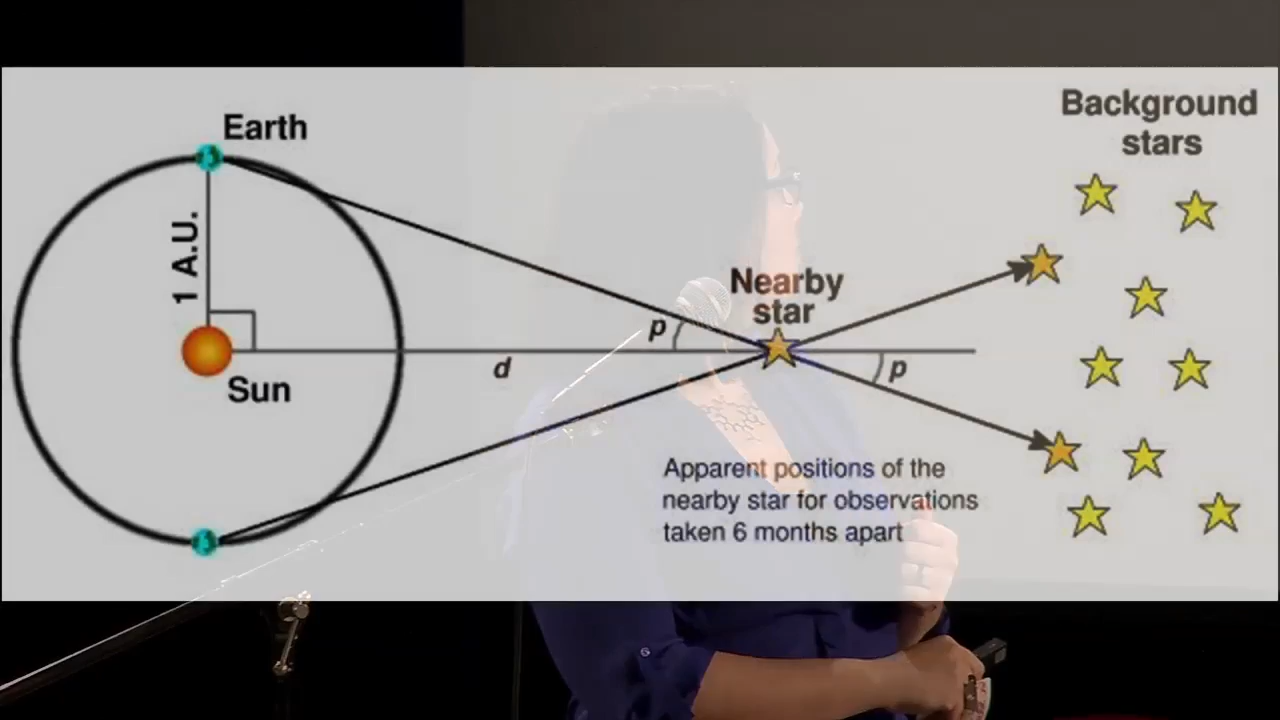 Earth
1 A.U.
Sun
d
p
Nearby
star
p
Background
stars
Apparent positions of the
nearby star for observations
taken 6 months apart